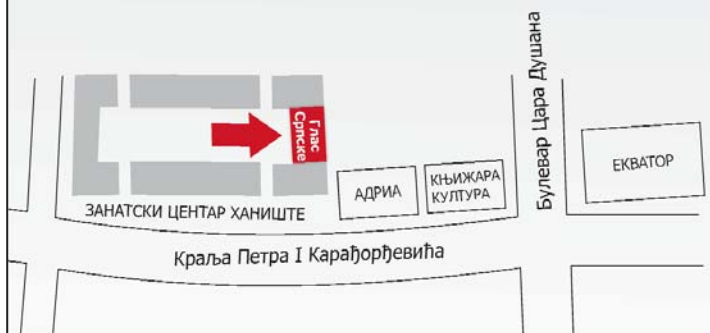 Булевар Цара Душана
Глас
Српске
ЕКВАТОР
АДРИА
КЊИЖАРА
КУЛТУРА
ЗАНАТСКИ ЦЕНТАР ХАНИШТЕ
Краља Петра I Карађорђевића